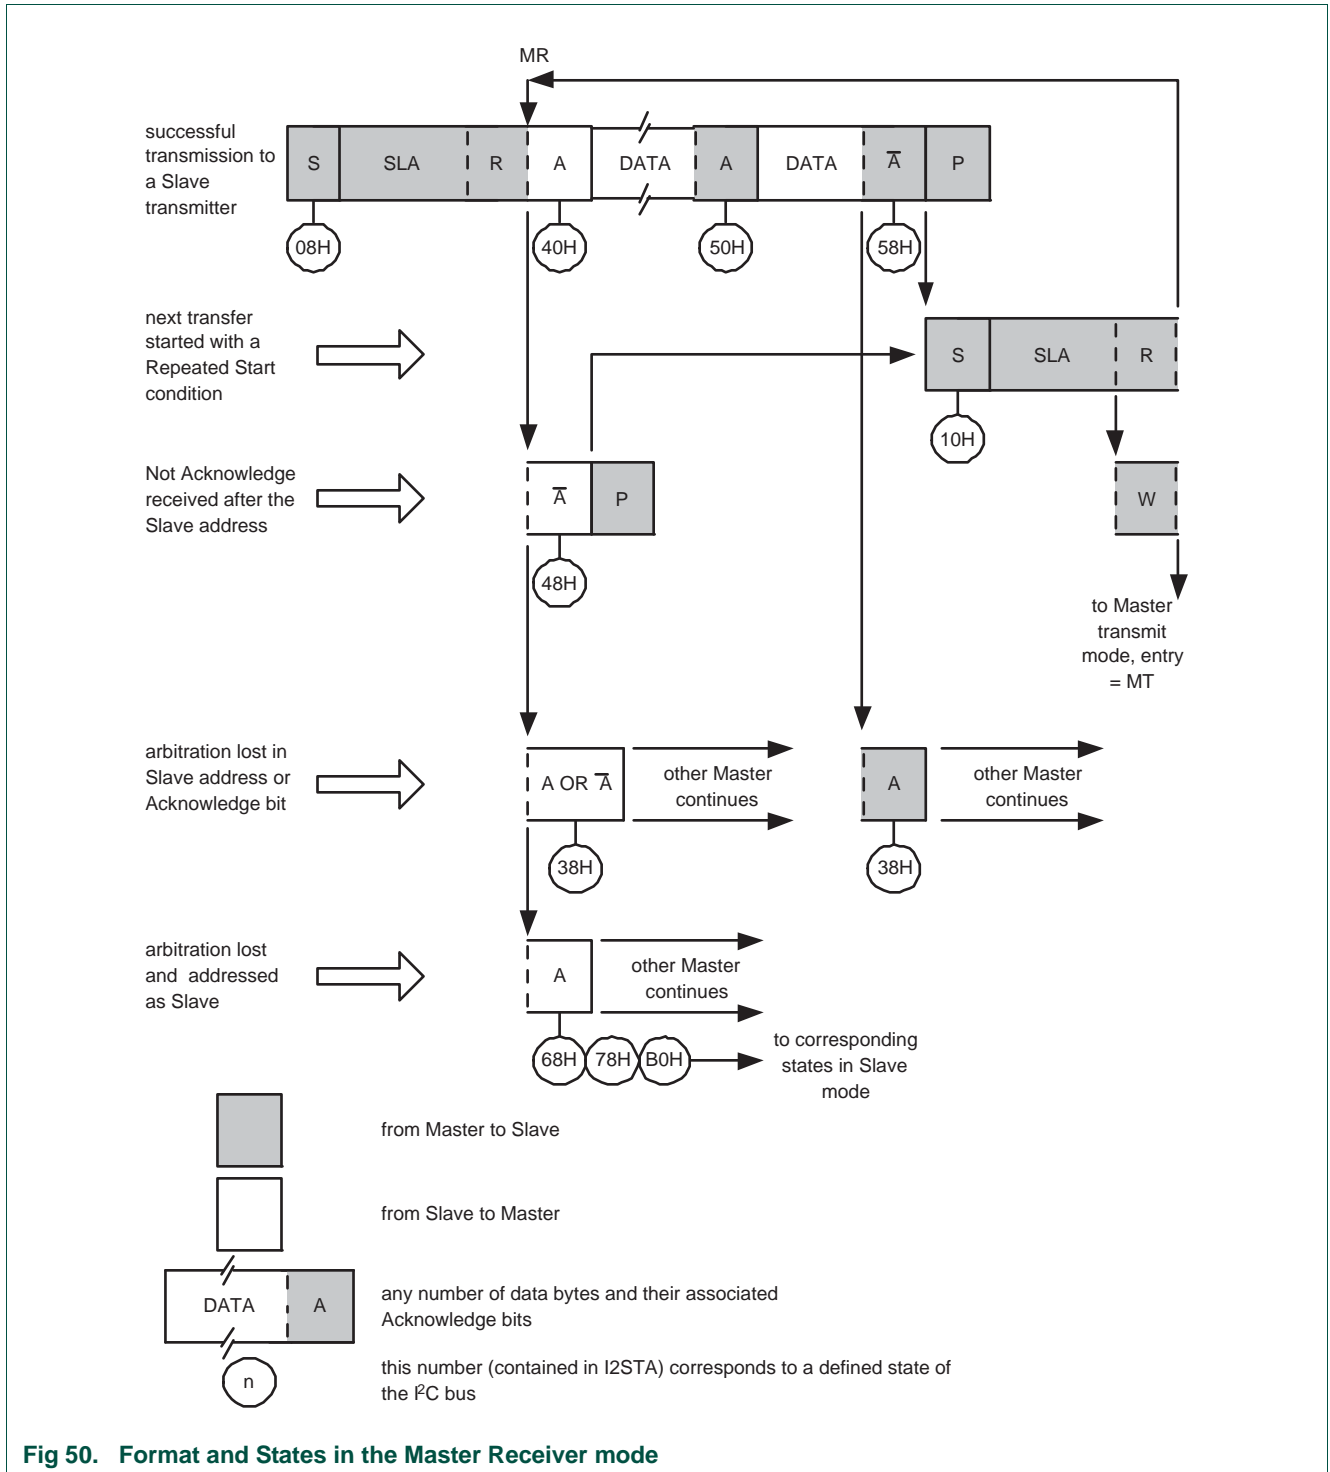 MR
successful
transmission to
a Slave
transmitter
S SLA R A DATA A DATA A̅ P
08H 40H 50H 58H
next transfer
started with a
Repeated Start
condition
S SLA R
10H
Not Acknowledge
received after the
Slave address
A̅ P
W
48H
to Master
transmit
mode, entry
= MT
arbitration lost in
Slave address or
Acknowledge bit
A OR A̅
other Master
continues
A
other Master
continues
38H 38H
arbitration lost
and addressed
as Slave
A
other Master
continues
68H 78H B0H
to corresponding
states in Slave
mode
from Master to Slave
from Slave to Master
DATA A
any number of data bytes and their associated
Acknowledge bits
n
this number (contained in I2STA) corresponds to a defined state of
the I²C bus
Fig 50. Format and States in the Master Receiver mode